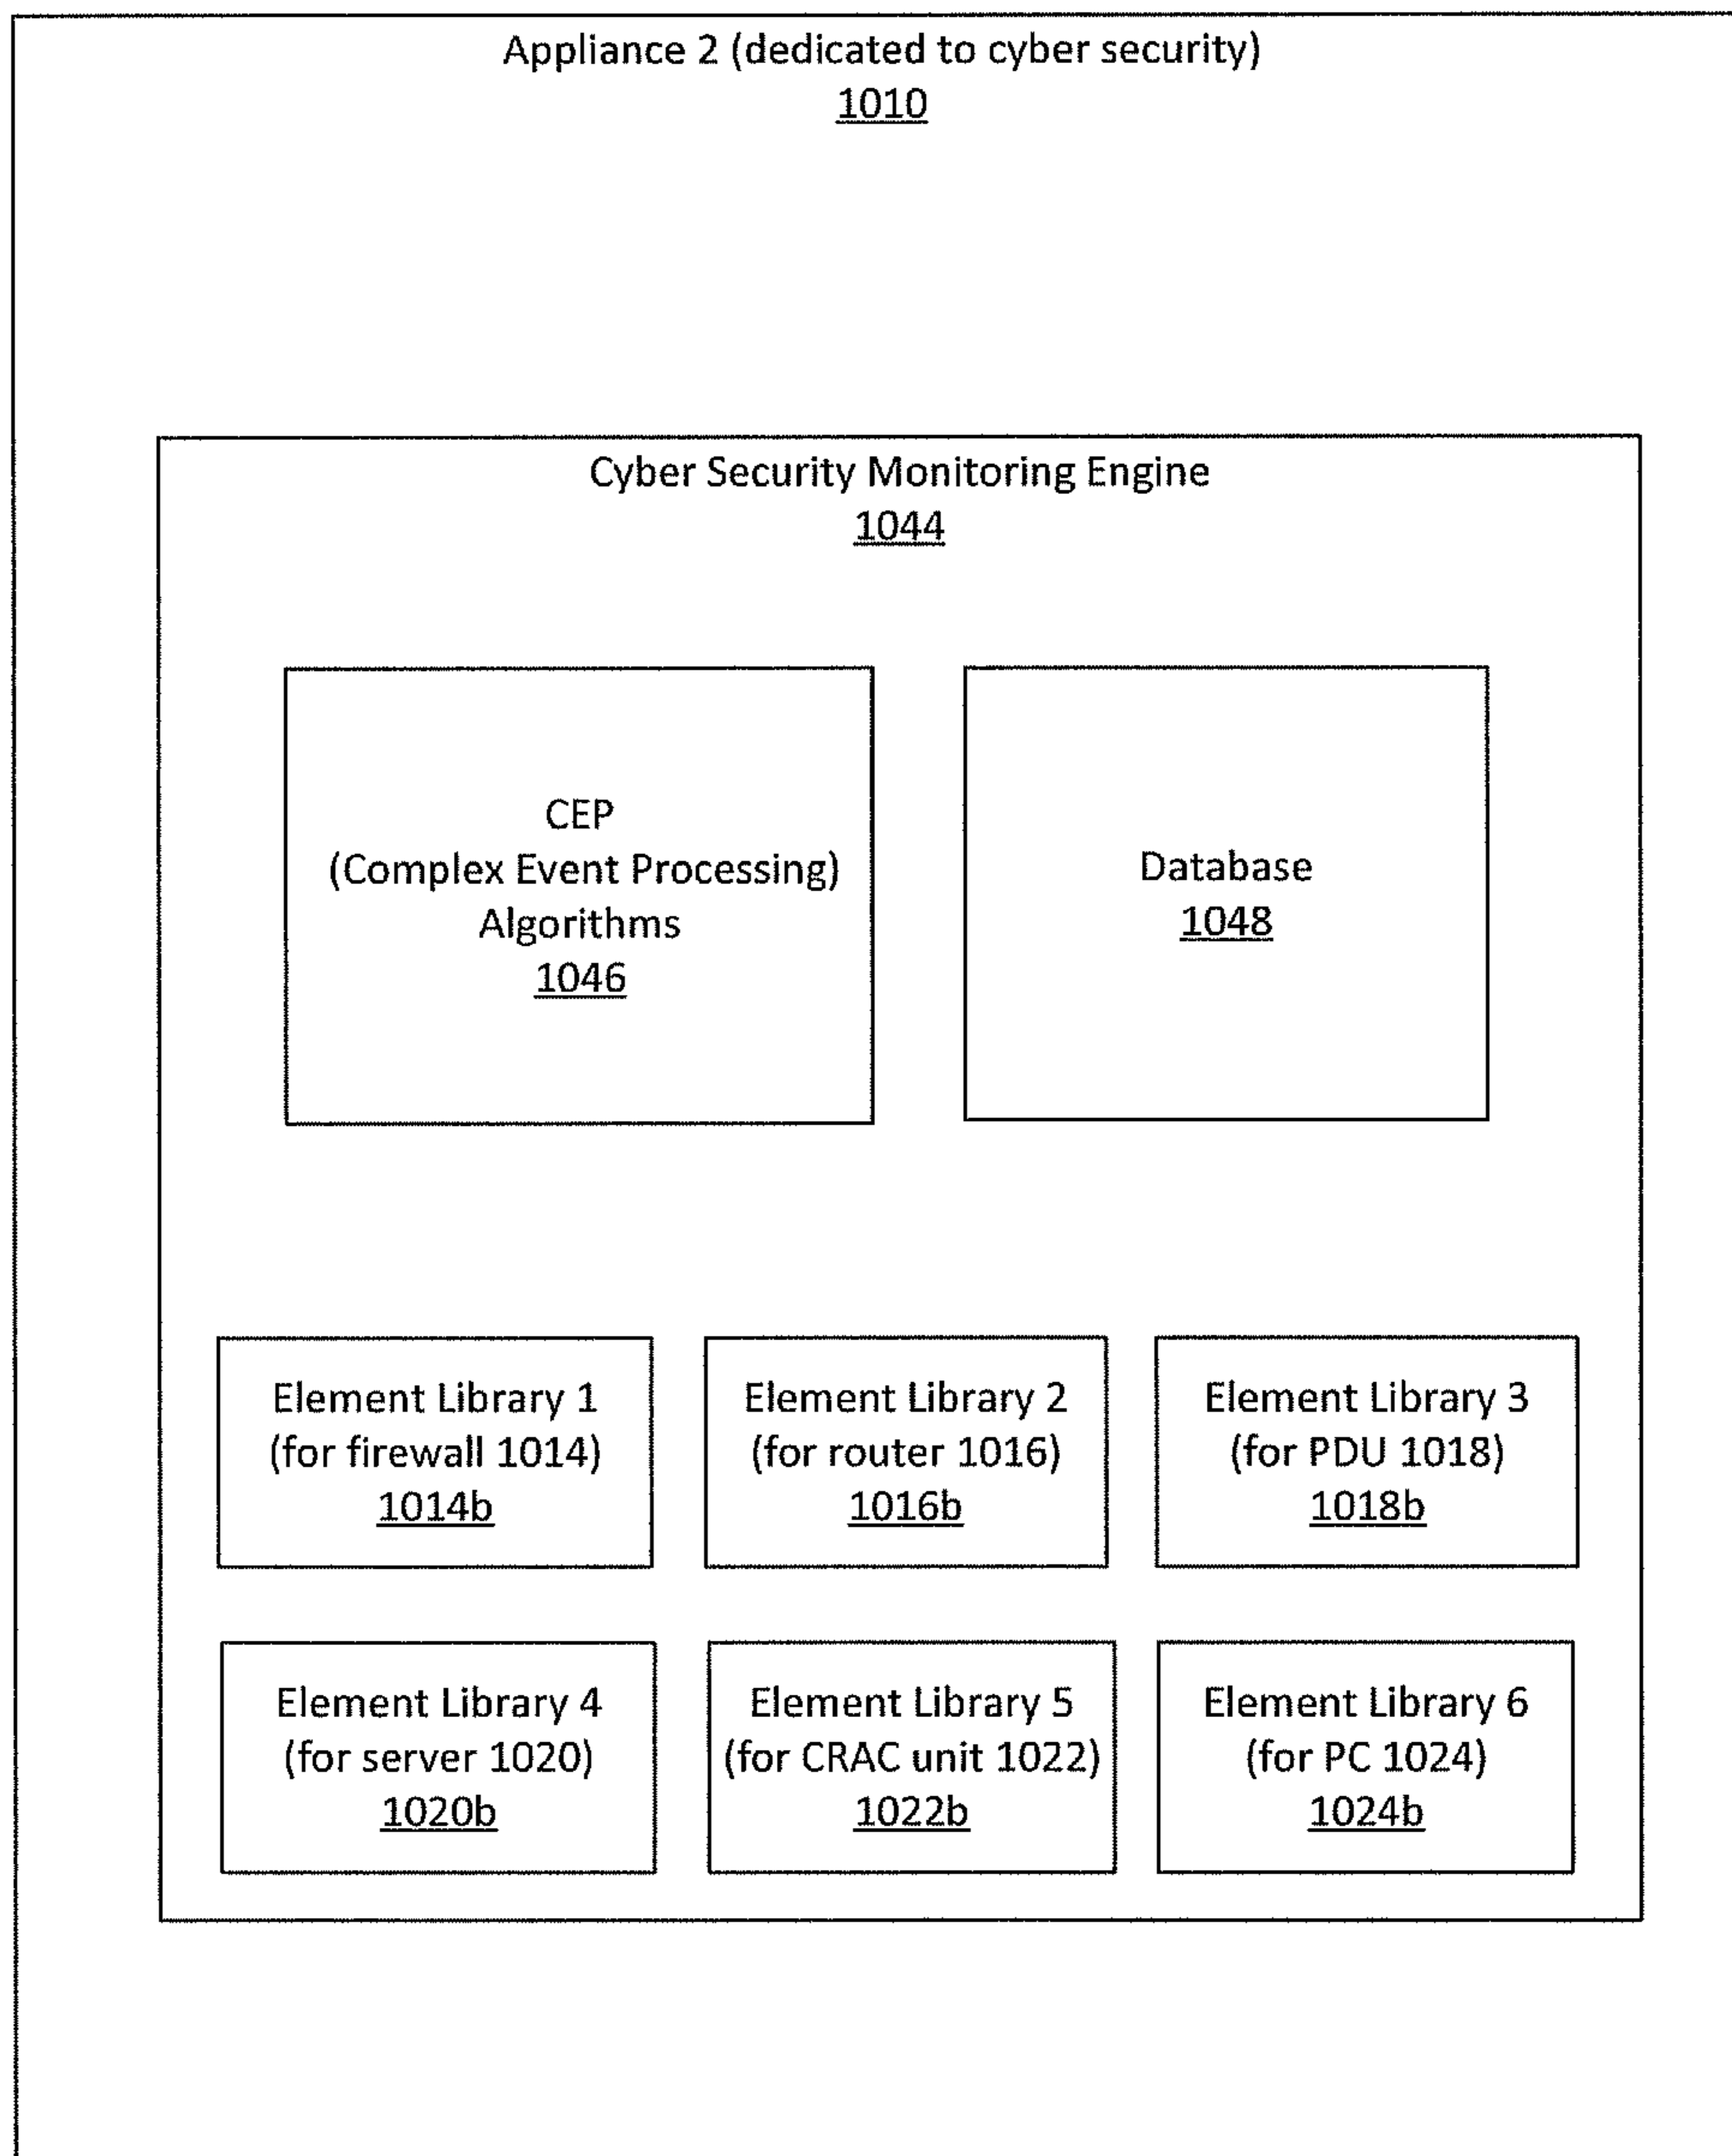 Appliance 2 (dedicated to cyber security)
1010
Cyber Security Monitoring Engine
1044
CEP
(Complex Event Processing)
Algorithms
1046
Database
1048
Element Library 1
(for firewall 1014)
1014b
Element Library 2
(for router 1016)
1016b
Element Library 3
(for PDU 1018)
1018b
Element Library 4
(for server 1020)
1020b
Element Library 5
(for CRAC unit 1022)
1022b
Element Library 6
(for PC 1024)
1024b